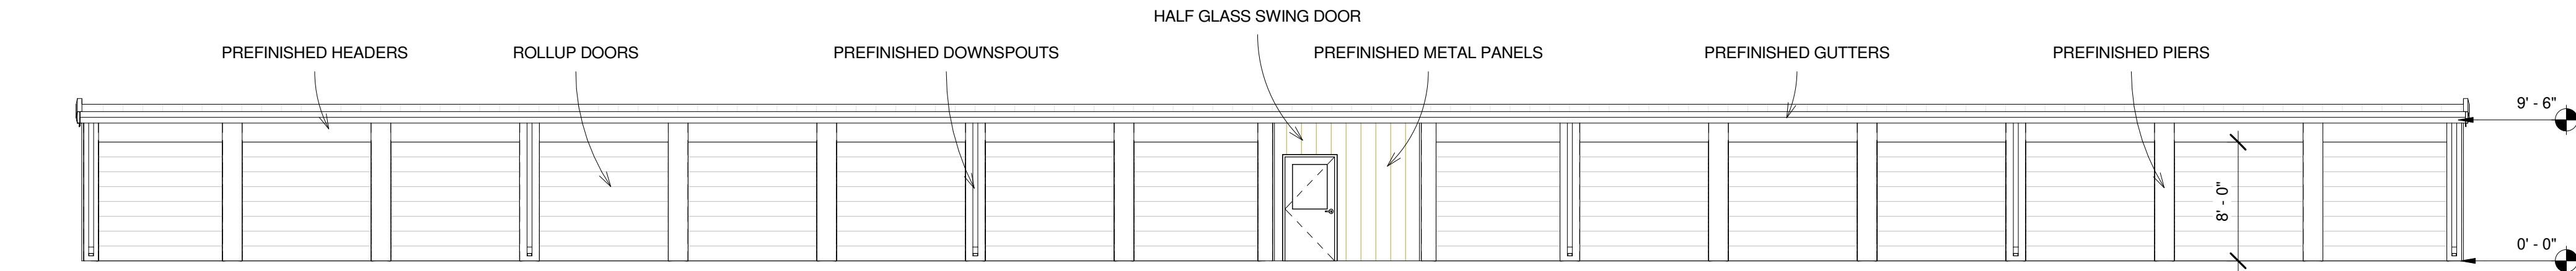 HALF GLASS SWING DOOR
PREFINISHED HEADERS
ROLLUP DOORS
PREFINISHED DOWNSPOUTS
PREFINISHED METAL PANELS
PREFINISHED GUTTERS
PREFINISHED PIERS
9' - 6"
8' - 0"
0' - 0"